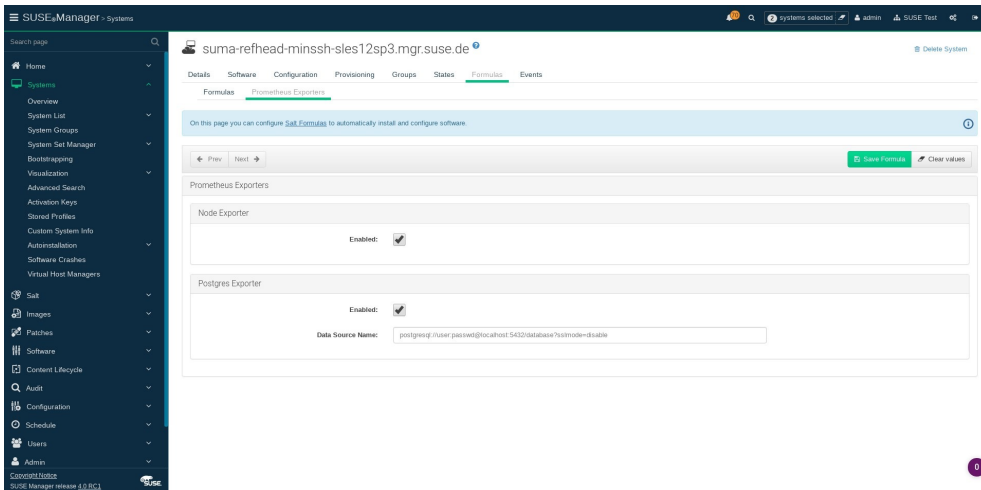 SUSE®Manager > Systems
70
2 systems selected
admin
SUSE Test
Search page
Home
Systems
Overview
System List
System Groups
System Set Manager
Bootstrapping
Visualization
Advanced Search
Activation Keys
Stored Profiles
Custom System Info
Autoinstallation
Software Crashes
Virtual Host Managers
Salt
Images
Patches
Software
Content Lifecycle
Audit
Configuration
Schedule
Users
Admin
Copyright Notice
SUSE Manager release 4.0 RC1
SUSE
suma-refhead-minssh-sles12sp3.mgr.suse.de ?
Delete System
Details Software Configuration Provisioning Groups States Formulas Events
Formulas Prometheus Exporters
On this page you can configure Salt Formulas to automatically install and configure software.
Prev Next
Save Formula Clear values
Prometheus Exporters
Node Exporter
Enabled:
Postgres Exporter
Enabled:
Data Source Name: postgresql://user:passwd@localhost:5432/database?sslmode=disable
0